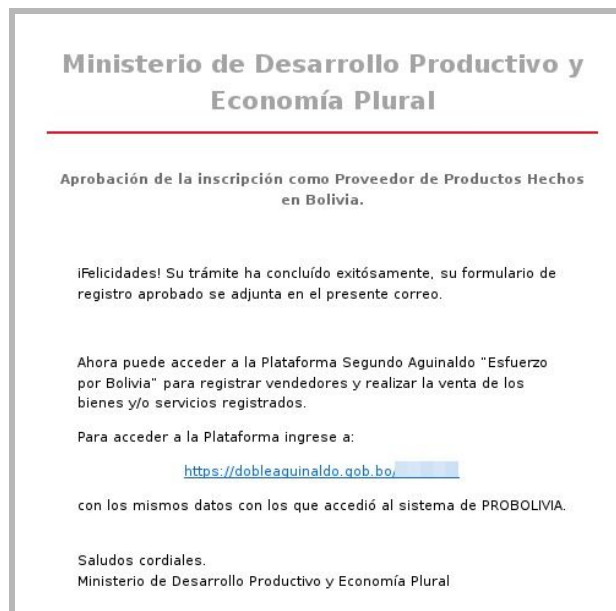 Ministerio de Desarrollo Productivo y
Economía Plural
Aprobación de la inscripción como Proveedor de Productos Hechos
en Bolivia.
¡Felicidades! Su trámite ha concluído exitósamente, su formulario de
registro aprobado se adjunta en el presente correo.
Ahora puede acceder a la Plataforma Segundo Aguinaldo "Esfuerzo
por Bolivia" para registrar vendedores y realizar la venta de los
bienes y/o servicios registrados.
Para acceder a la Plataforma ingrese a:
https://dobleaguinaldo.gob.bo/
con los mismos datos con los que accedió al sistema de PROBOLIVIA.
Saludos cordiales.
Ministerio de Desarrollo Productivo y Economía Plural